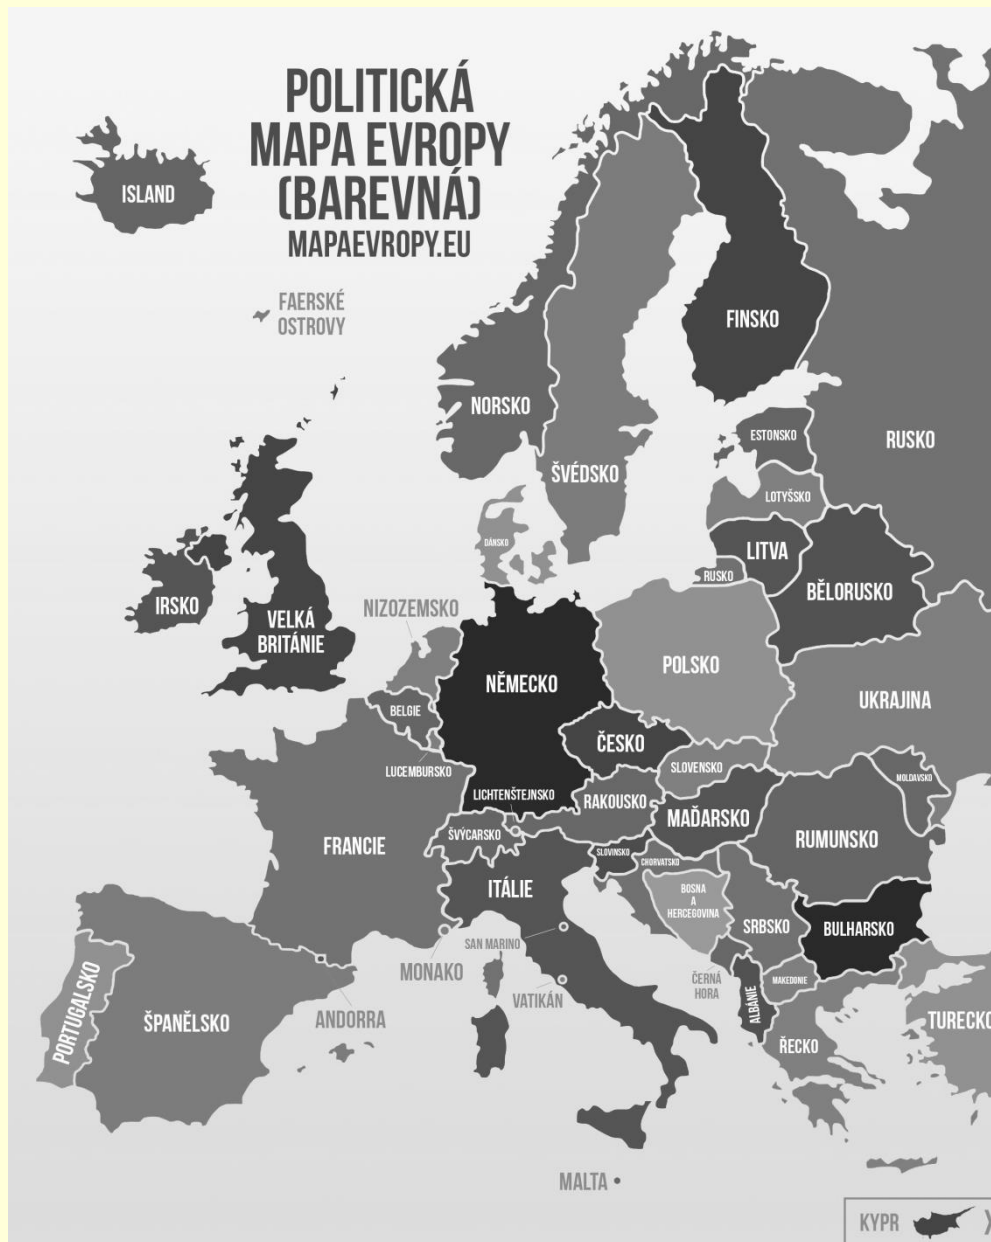 POLITICKÁ
MAPA EVROPY
(BAREVNÁ)
MAPAEVROPY.EU
ISLAND
FAERSKÉ
OSTROVY
FINSKO
NORSKO
ŠVÉDSKO
ESTONSKO
RUSKO
LOTYŠSKO
DÁNSKO
LITVA
RUSKO
BĚLORUSKO
IRSKO
VELKÁ
BRITÁNIE
NIZOZEMSKO
POLSKO
NĚMECKO
UKRAJINA
BELGIE
ČESKO
LUCEMBURSKO
SLOVENSKO
MOLDAVSKO
LICHTENŠTEJNSKO
RAKOUSKO
MAĎARSKO
ŠVÝCARSKO
RUMUNSKO
FRANCIE
SLOVINSKO
CHORVATSKO
ITÁLIE
BOSNA
A
HERCEGOVINA
SRBSKO
BULHARSKO
SAN MARINO
MONAKO
VATIKÁN
ČERNÁ
HORA
MAKEDONIE
PORTUGALSKO
ŠPANĚLSKO
ANDORRA
ALBÁNIE
ŘECKO
TURECKO
MALTA
KYPR